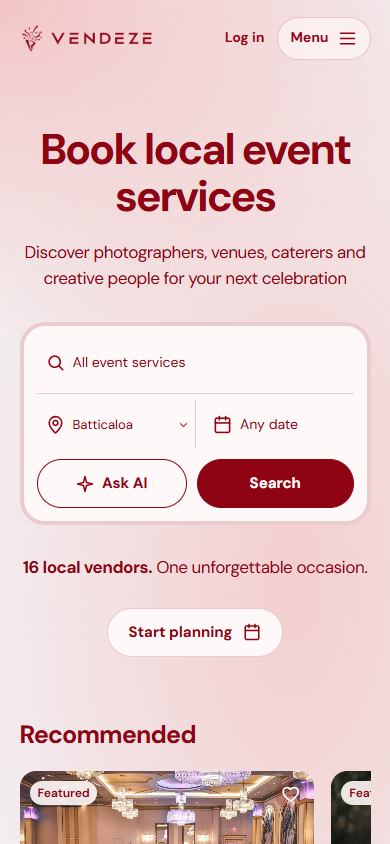 VENDEZE
Log in
Menu
Book local event
services
Discover photographers, venues, caterers and
creative people for your next celebration
All event services
Batticaloa
Any date
Ask AI
Search
16 local vendors. One unforgettable occasion.
Start planning
Recommended
Featured
Feat